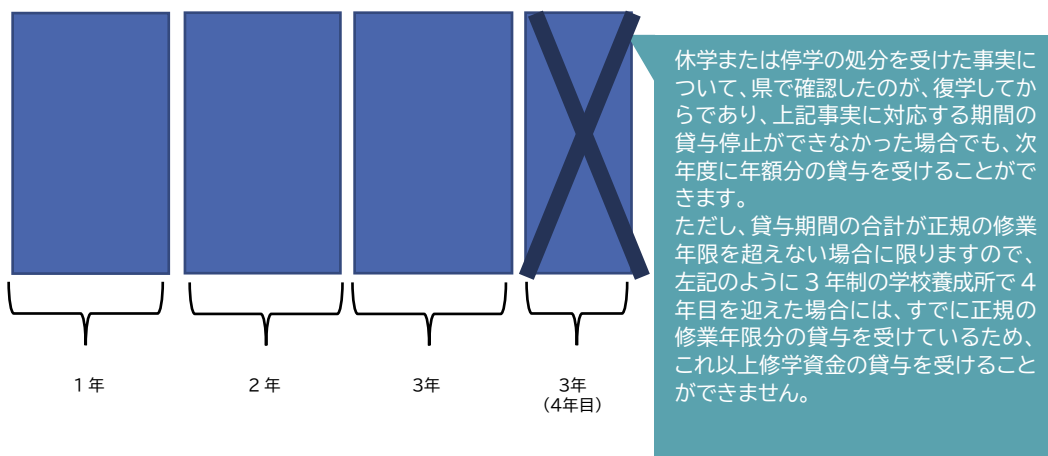 休学または停学の処分を受けた事実に
ついて、県で確認したのが、復学してか
らであり、上記事実に対応する期間の
貸与停止ができなかった場合でも、次
年度に年額分の貸与を受けることがで
きます。
ただし、貸与期間の合計が正規の修業
年限を超えない場合に限りますので、
左記のように3年制の学校養成所で4
年目を迎えた場合には、すでに正規の
修業年限分の貸与を受けているため、
これ以上修学資金の貸与を受けること
ができません。
1年
2年
3年
3年
(4年目)